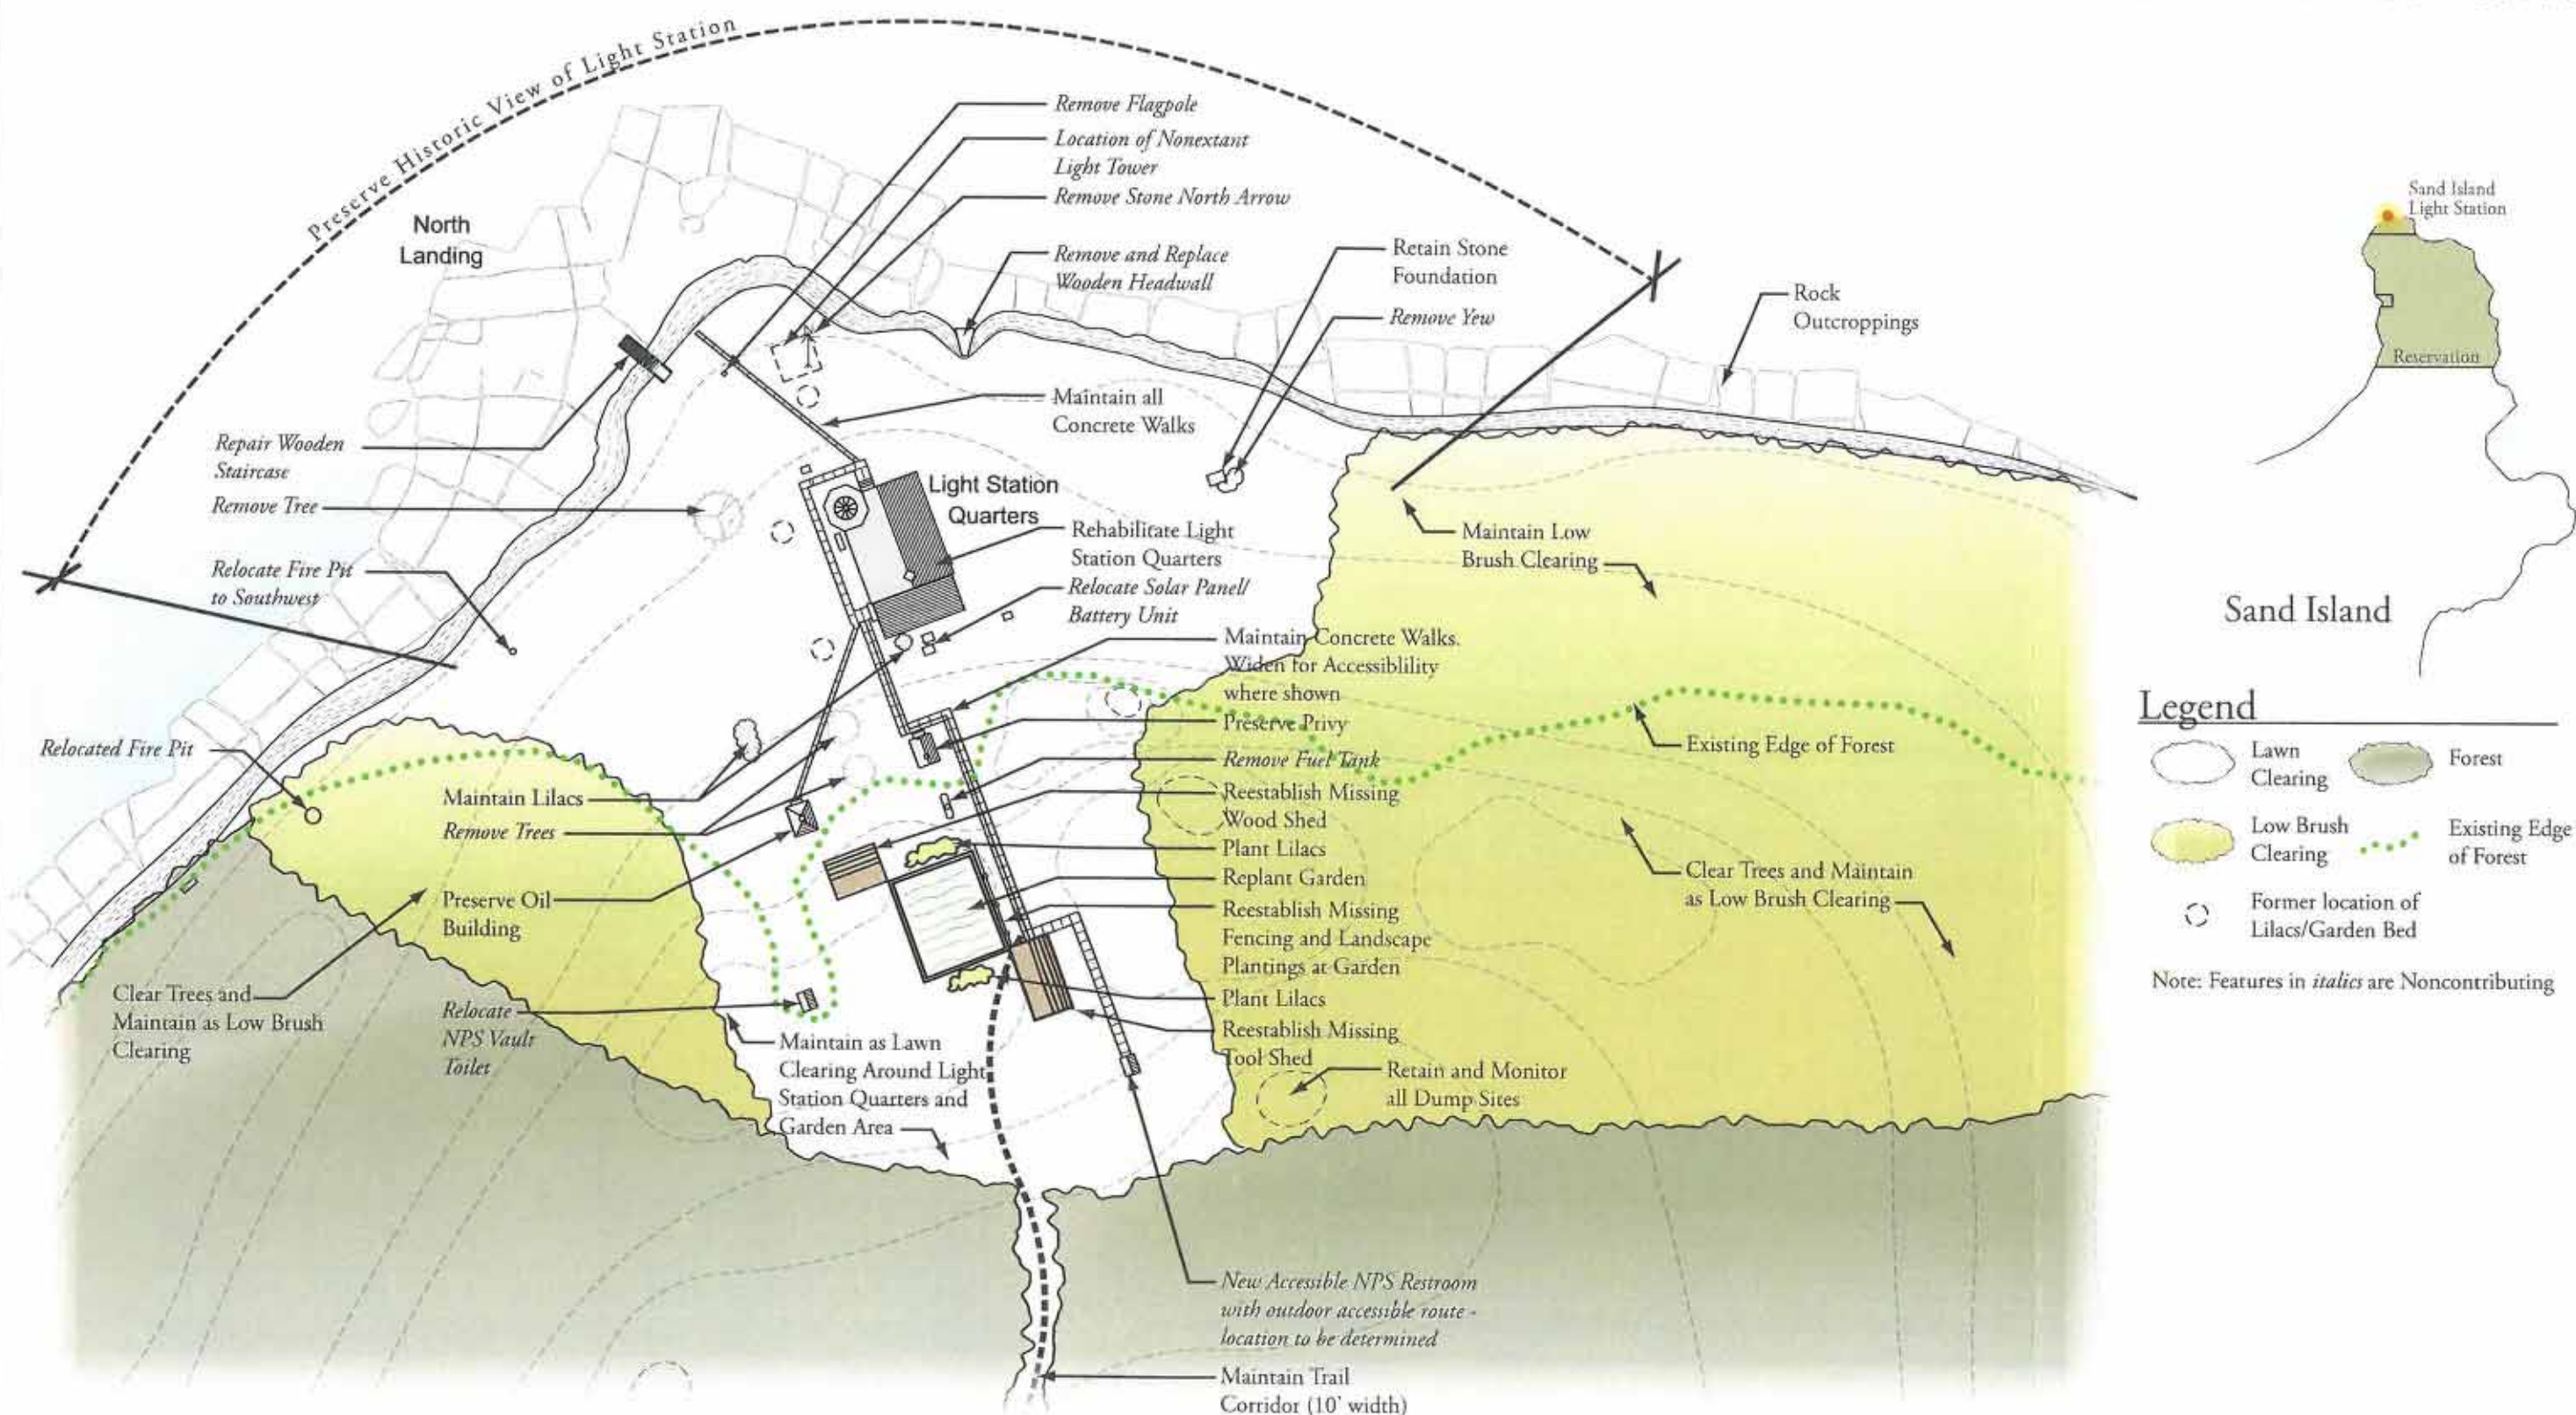 Preserve Historic View of Light Station
North
Landing
Remove Flagpole
Location of Nonextant
Light Tower
Remove Stone North Arrow
Remove and Replace
Wooden Headwall
Retain Stone
Foundation
Remove Yew
Rock
Outcroppings
Maintain all
Concrete Walks
Repair Wooden
Staircase
Remove Tree
Relocate Fire Pit
to Southwest
Light Station
Quarters
Rehabilitate Light
Station Quarters
Relocate Solar Panel/
Battery Unit
Maintain Low
Brush Clearing
Maintain Concrete Walks.
Widen for Accessiblility
where shown
Preserve Privy
Remove Fuel Tank
Reestablish Missing
Wood Shed
Plant Lilacs
Replant Garden
Reestablish Missing
Fencing and Landscape
Plantings at Garden
Plant Lilacs
Reestablish Missing
Tool Shed
Existing Edge of Forest
Clear Trees and Maintain
as Low Brush Clearing
Retain and Monitor
all Dump Sites
Relocated Fire Pit
Maintain Lilacs
Remove Trees
Preserve Oil
Building
Clear Trees and
Maintain as Low Brush
Clearing
Relocate
NPS Vault
Toilet
Maintain as Lawn
Clearing Around Light
Station Quarters and
Garden Area
New Accessible NPS Restroom
with outdoor accessible route -
location to be determined
Maintain Trail
Corridor (10' width)
Sand Island
Light Station
Reservation
Sand Island
Legend
Lawn
Clearing
Forest
Low Brush
Clearing
Existing Edge
of Forest
Former location of
Lilacs/Garden Bed
Note: Features in italics are Noncontributing